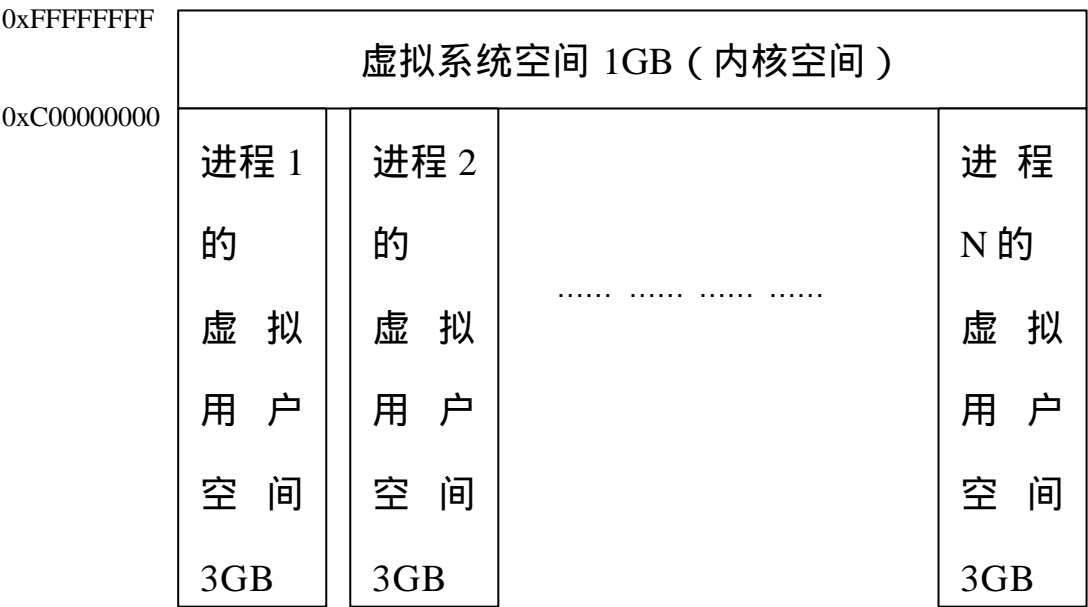 0xFFFFFFFF
虚拟系统空间 1GB（内核空间）
0xC00000000
进程 1
的
虚 拟
用 户
空 间
3GB
进程 2
的
虚 拟
用 户
空 间
3GB
…… …… …… ……
进 程
N 的
虚 拟
用 户
空 间
3GB